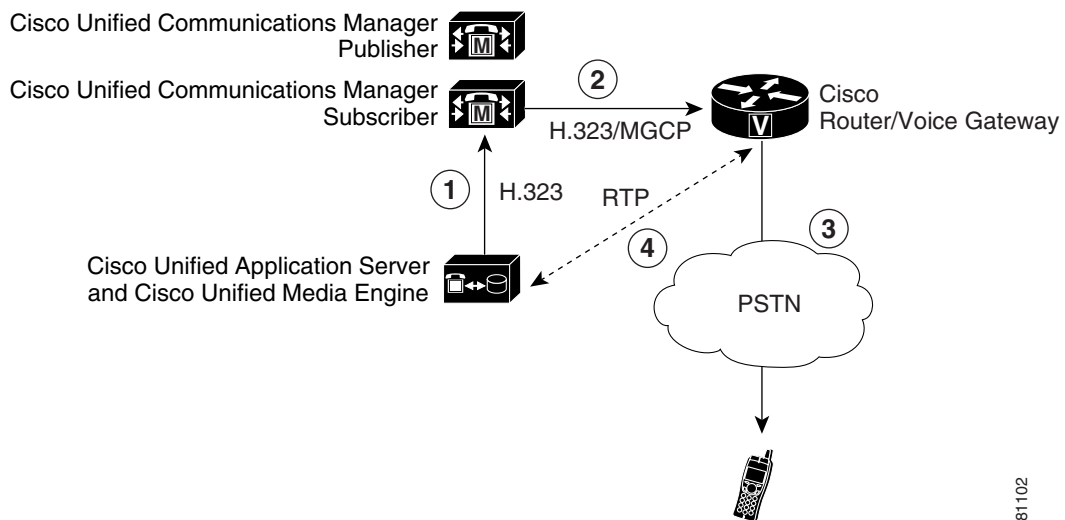 Cisco Unified Communications Manager
Publisher
M
Cisco Unified Communications Manager
Subscriber
M
2
H.323/MGCP
Cisco
Router/Voice Gateway
V
1
H.323
RTP
4
3
Cisco Unified Application Server
and Cisco Unified Media Engine
PSTN
81102